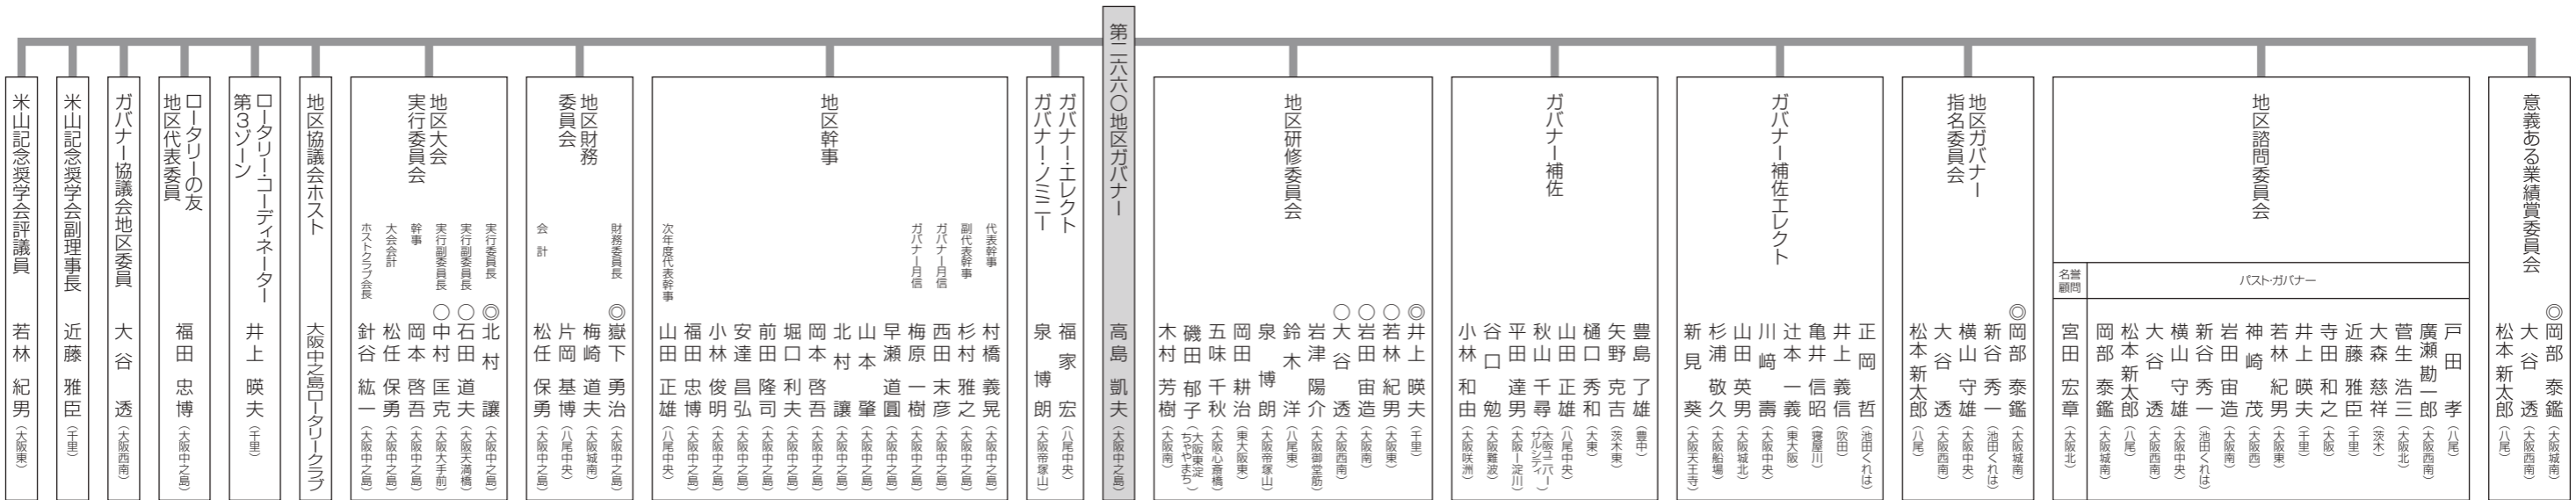 意義ある業績賞委員会
◎岡部 泰鑑(大阪城南)
大谷 透(大阪西南)
松本 新太郎(八尾)
地区諮問委員会
パスト・ガバナー
戸田 孝(八尾)
廣瀬 勘一郎(大阪西南)
菅生 浩三(大阪北)
大森 慈祥(茨木)
近藤 雅臣(千里)
寺田 和之(大阪)
井上 暎夫(千里)
若林 紀男(大阪東)
神崎 茂(大阪西)
岩田 宙造(大阪南)
新谷 秀一(池田くれは)
横山 守雄(大阪中央)
大谷 透(大阪西南)
松本 新太郎(八尾)
岡部 泰鑑(大阪城南)
名誉顧問
宮田 宏章(大阪北)
地区ガバナー
指名委員会
◎岡部 泰鑑(大阪城南)
新谷 秀一(池田くれは)
横山 守雄(大阪中央)
大谷 透(大阪西南)
松本 新太郎(八尾)
ガバナー補佐エレクト
正岡 哲(池田くれは)
井上 義信(吹田)
亀井 信昭(寝屋川)
辻本 一義(東大阪)
川﨑 壽(大阪中央)
山田 英男(大阪城北)
杉浦 敬久(大阪船場)
新見 葵(大阪天王寺)
ガバナー補佐
豊島 了雄(豊中)
矢野 克吉(茨木東)
樋口 秀和(大東)
山田 正雄(八尾中央)
秋山 千尋(大阪ユニバーサルシティ)
平田 達男(大阪ー淀川)
谷口 勉(大阪難波)
小林 和由(大阪咲洲)
地区研修委員会
◎井上 暎夫(千里)
○若林 紀男(大阪東)
○岩田 宙造(大阪南)
○大谷 透(大阪西南)
岩津 陽介(大阪御堂筋)
鈴木 洋(八尾東)
泉 博朗(大阪帝塚山)
岡田 耕治(東大阪東)
五味 千秋(大阪心斎橋)
磯田 郁子(大阪東淀ちゃやまち)
木村 芳樹(大阪南)
第二六六〇地区ガバナー 高島 凱夫(大阪中之島)
ガバナー・エレクト 福家 宏(八尾中央)
ガバナー・ノミニー 泉 博朗(大阪帝塚山)
地区幹事
代表幹事 村橋 義晃(大阪中之島)
副代表幹事 杉村 雅之(大阪中之島)
ガバナー月信 西田 末彦(大阪中之島)
ガバナー月信 梅原 一樹(大阪中之島)
早瀬 道圓(大阪中之島)
山本 肇(大阪中之島)
北村 讓(大阪中之島)
岡本 啓吾(大阪中之島)
堀口 利夫(大阪中之島)
前田 隆司(大阪中之島)
安達 昌弘(大阪中之島)
小林 俊明(大阪中之島)
福田 忠博(大阪中之島)
次年度代表幹事 山田 正雄(八尾中央)
地区財務
委員会
財務委員長 ◎嶽下 勇治(大阪中之島)
梅崎 道夫(大阪城南)
片岡 基博(八尾中央)
会計 松任 保勇(大阪中之島)
地区大会
実行委員会
実行委員長 ◎北村 讓(大阪中之島)
実行副委員長 ○石田 道夫(大阪天満橋)
実行副委員長 ○中村 匡克(大阪大手前)
幹事 岡本 啓吾(大阪中之島)
大会会計 松任 保勇(大阪中之島)
ホストクラブ会長 針谷 紘一(大阪中之島)
地区協議会ホスト 大阪中之島ロータリークラブ
ロータリー・コーディネーター
第3ゾーン
井上 暎夫(千里)
ロータリーの友
地区代表委員
福田 忠博(大阪中之島)
ガバナー協議会地区委員 大谷 透(大阪西南)
米山記念奨学会副理事長 近藤 雅臣(千里)
米山記念奨学会評議員 若林 紀男(大阪東)